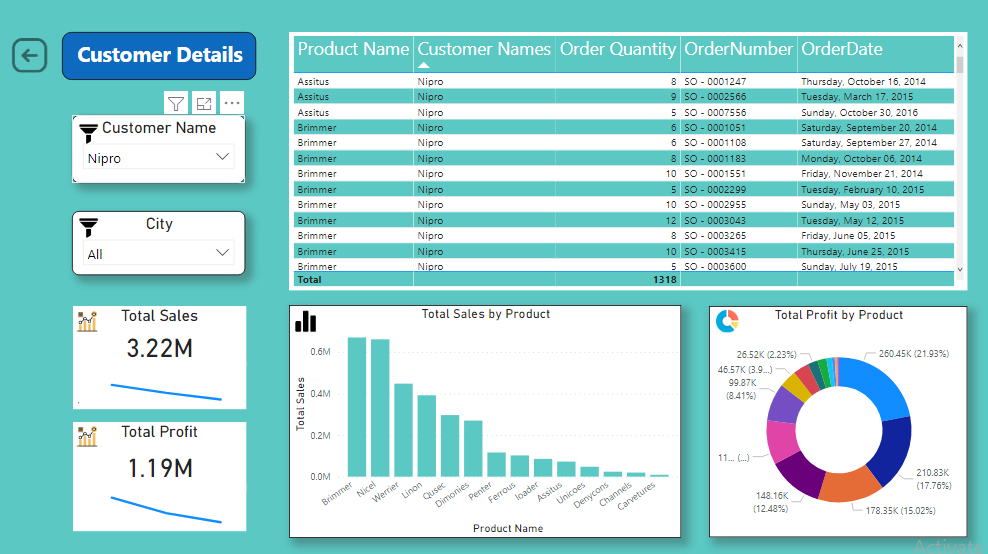 Customer Details
Customer Name
Nipro
City
All
Total Sales
3.22M
Total Profit
1.19M
Product Name Customer Names Order Quantity OrderNumber OrderDate
Assitus Nipro 8 SO - 0001247 Thursday, October 16, 2014
Assitus Nipro 9 SO - 0002566 Tuesday, March 17, 2015
Assitus Nipro 5 SO - 0007556 Sunday, October 30, 2016
Brimmer Nipro 6 SO - 0001051 Saturday, September 20, 2014
Brimmer Nipro 6 SO - 0001108 Saturday, September 27, 2014
Brimmer Nipro 8 SO - 0001183 Monday, October 06, 2014
Brimmer Nipro 10 SO - 0001551 Friday, November 21, 2014
Brimmer Nipro 5 SO - 0002299 Tuesday, February 10, 2015
Brimmer Nipro 10 SO - 0002955 Sunday, May 03, 2015
Brimmer Nipro 12 SO - 0003043 Tuesday, May 12, 2015
Brimmer Nipro 8 SO - 0003265 Friday, June 05, 2015
Brimmer Nipro 10 SO - 0003415 Thursday, June 25, 2015
Brimmer Nipro 5 SO - 0003600 Sunday, July 19, 2015
Total 1318
Total Sales by Product
Total Sales
0.6M
0.4M
0.2M
0.0M
Brimmer Nicel Werrier Linon Qusec Dimonies Penter Ferrous loader Assitus Unicoes Denycons Channels Carvetures
Product Name
Total Profit by Product
26.52K (2.23%)
260.45K (21.93%)
46.57K (3.9...)
99.87K
(8.41%)
11... (...)
148.16K
(12.48%)
178.35K (15.02%)
210.83K
(17.76%)
Activate